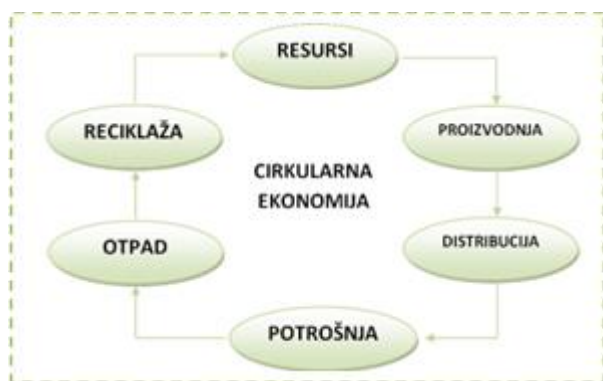 RESURSI
PROIZVODNJA
DISTRIBUCIJA
POTROŠNJA
OTPAD
RECIKLAŽA
CIRKULARNA
EKONOMIJA